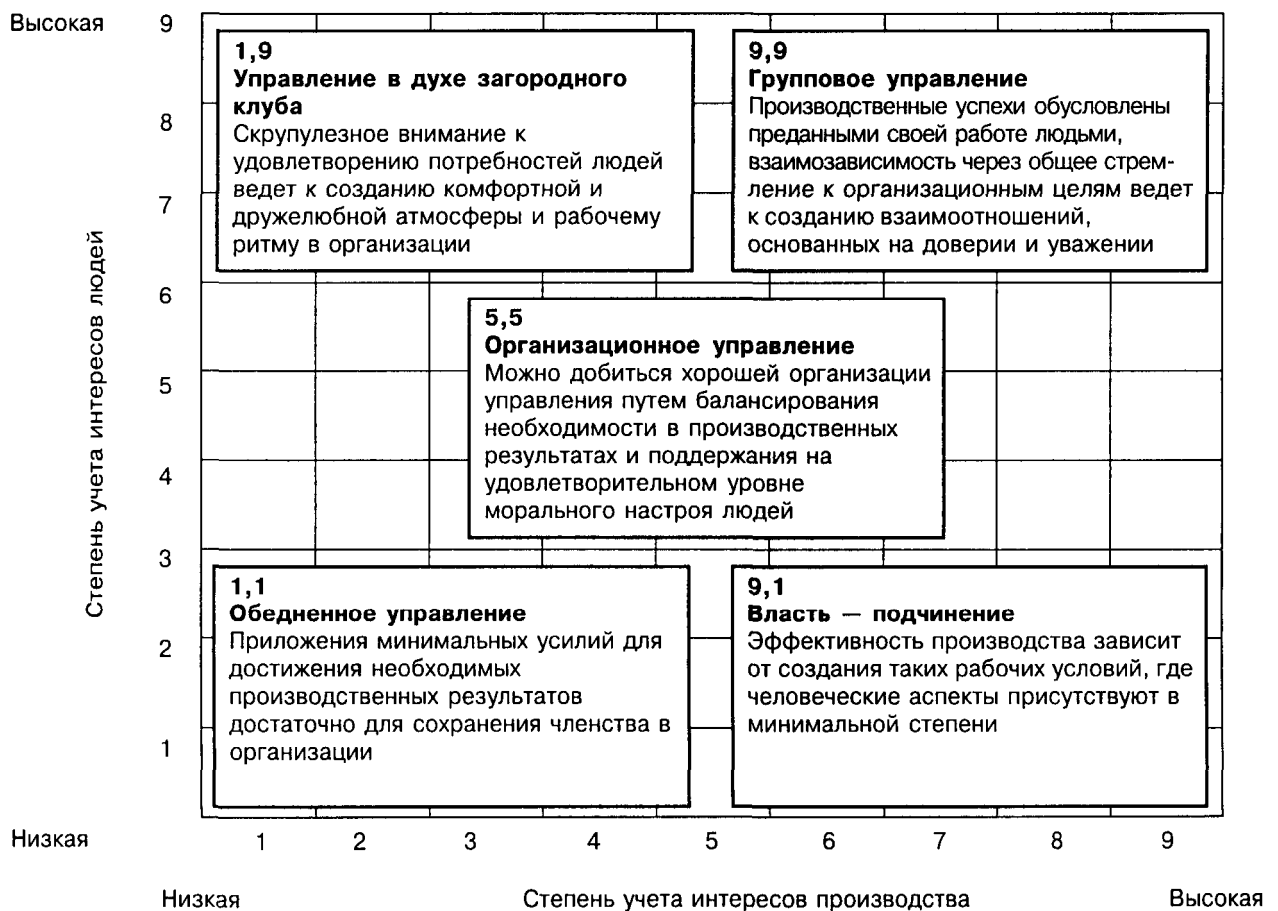 Высокая
9
8
7
6
5
4
3
2
1
Низкая
Степень учета интересов людей
1,9
Управление в духе загородного
клуба
Скрупулезное внимание к
удовлетворению потребностей людей
ведет к созданию комфортной и
дружелюбной атмосферы и рабочему
ритму в организации
9,9
Групповое управление
Производственные успехи обусловлены
преданными своей работе людьми,
взаимозависимость через общее стрем-
ление к организационным целям ведет
к созданию взаимоотношений,
основанных на доверии и уважении
5,5
Организационное управление
Можно добиться хорошей организации
управления путем балансирования
необходимости в производственных
результатах и поддержания на
удовлетворительном уровне
морального настроя людей
1,1
Обедненное управление
Приложения минимальных усилий для
достижения необходимых
производственных результатов
достаточно для сохранения членства в
организации
9,1
Власть — подчинение
Эффективность производства зависит
от создания таких рабочих условий, где
человеческие аспекты присутствуют в
минимальной степени
1 2 3 4 5 6 7 8 9
Низкая Степень учета интересов производства Высокая